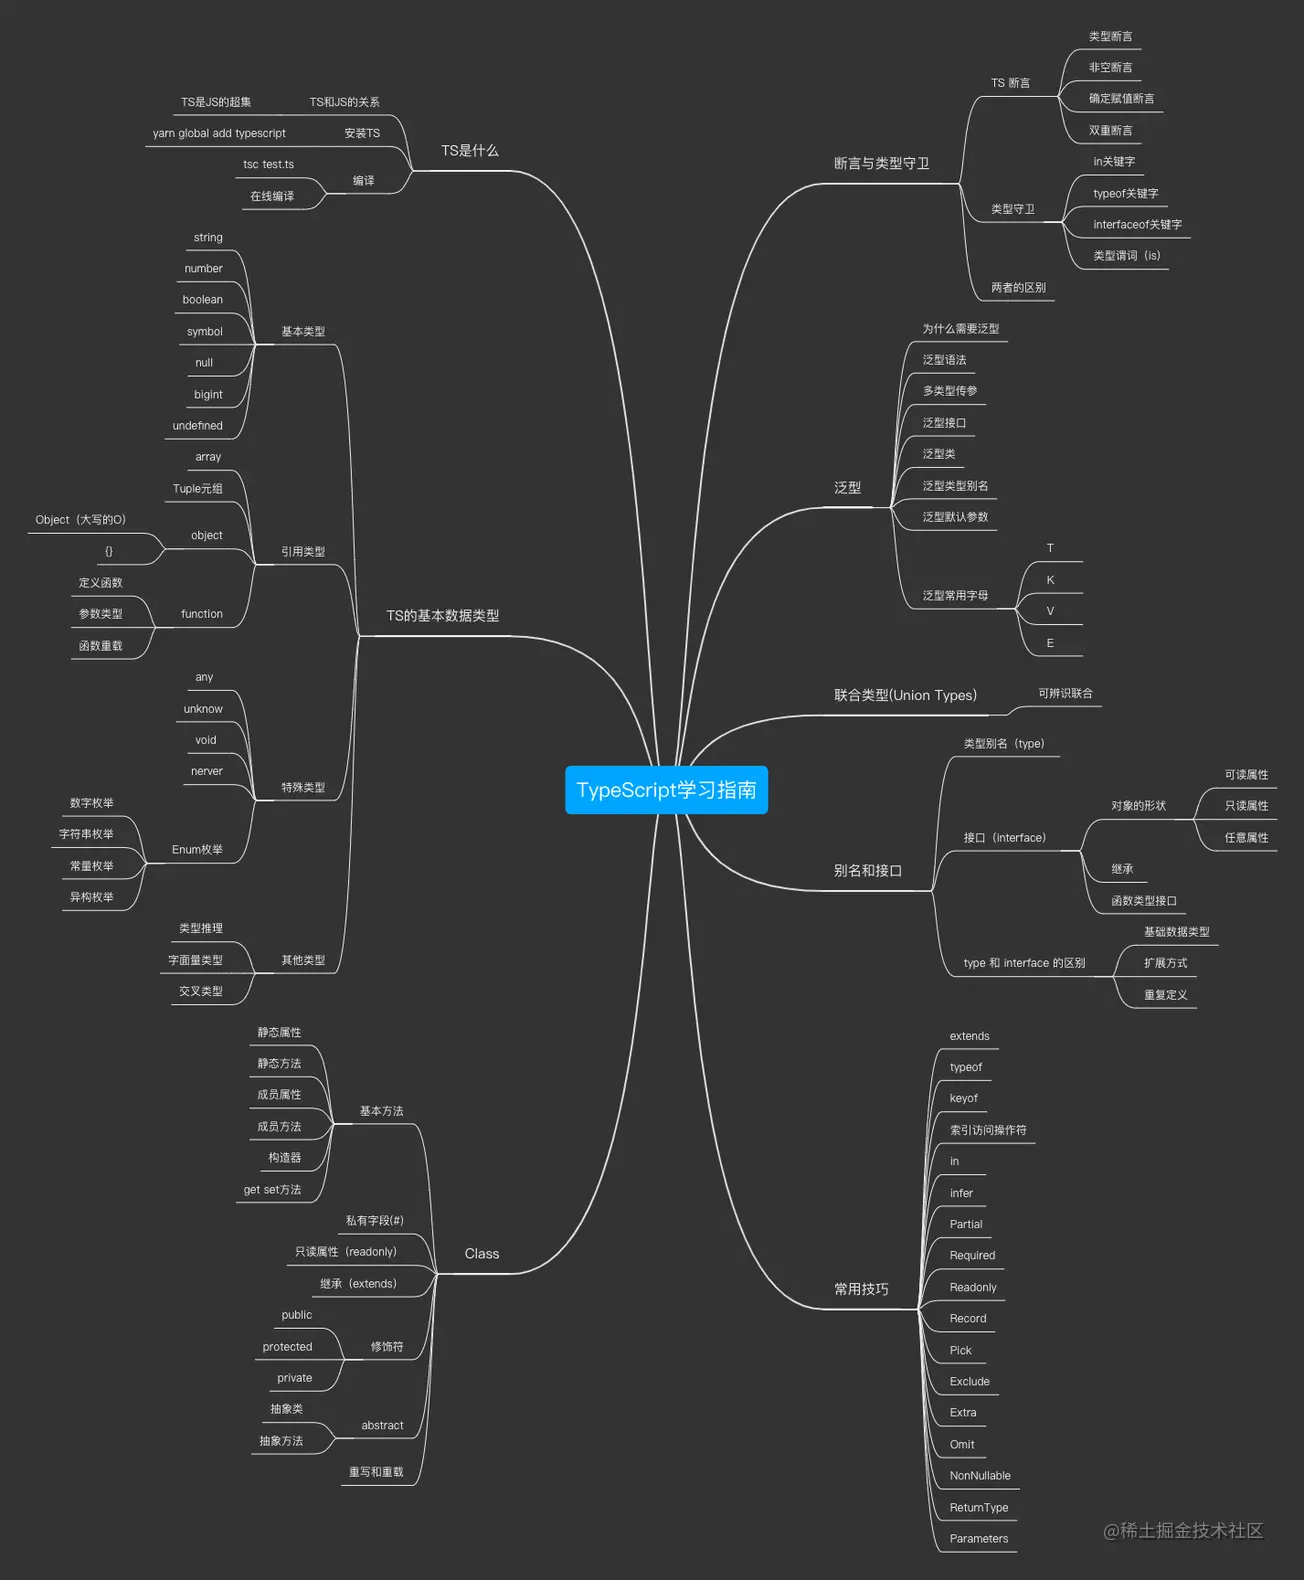 TypeScript学习指南
TS是什么
TS和JS的关系
TS是JS的超集
安装TS
yarn global add typescript
编译
tsc test.ts
在线编译
TS的基本数据类型
基本类型
string
number
boolean
symbol
null
bigint
undefined
引用类型
array
Tuple元组
object
Object（大写的O）
{}
function
定义函数
参数类型
函数重载
特殊类型
any
unknow
void
nerver
Enum枚举
数字枚举
字符串枚举
常量枚举
异构枚举
其他类型
类型推理
字面量类型
交叉类型
Class
基本方法
静态属性
静态方法
成员属性
成员方法
构造器
get set方法
私有字段(#)
只读属性（readonly）
继承（extends）
修饰符
public
protected
private
abstract
抽象类
抽象方法
重写和重载
断言与类型守卫
TS 断言
类型断言
非空断言
确定赋值断言
双重断言
类型守卫
in关键字
typeof关键字
interfaceof关键字
类型谓词（is）
两者的区别
泛型
为什么需要泛型
泛型语法
多类型传参
泛型接口
泛型类
泛型类型别名
泛型默认参数
泛型常用字母
T
K
V
E
联合类型(Union Types)
可辨识联合
别名和接口
类型别名（type）
接口（interface）
对象的形状
可读属性
只读属性
任意属性
继承
函数类型接口
type 和 interface 的区别
基础数据类型
扩展方式
重复定义
常用技巧
extends
typeof
keyof
索引访问操作符
in
infer
Partial
Required
Readonly
Record
Pick
Exclude
Extra
Omit
NonNullable
ReturnType
Parameters
@稀土掘金技术社区